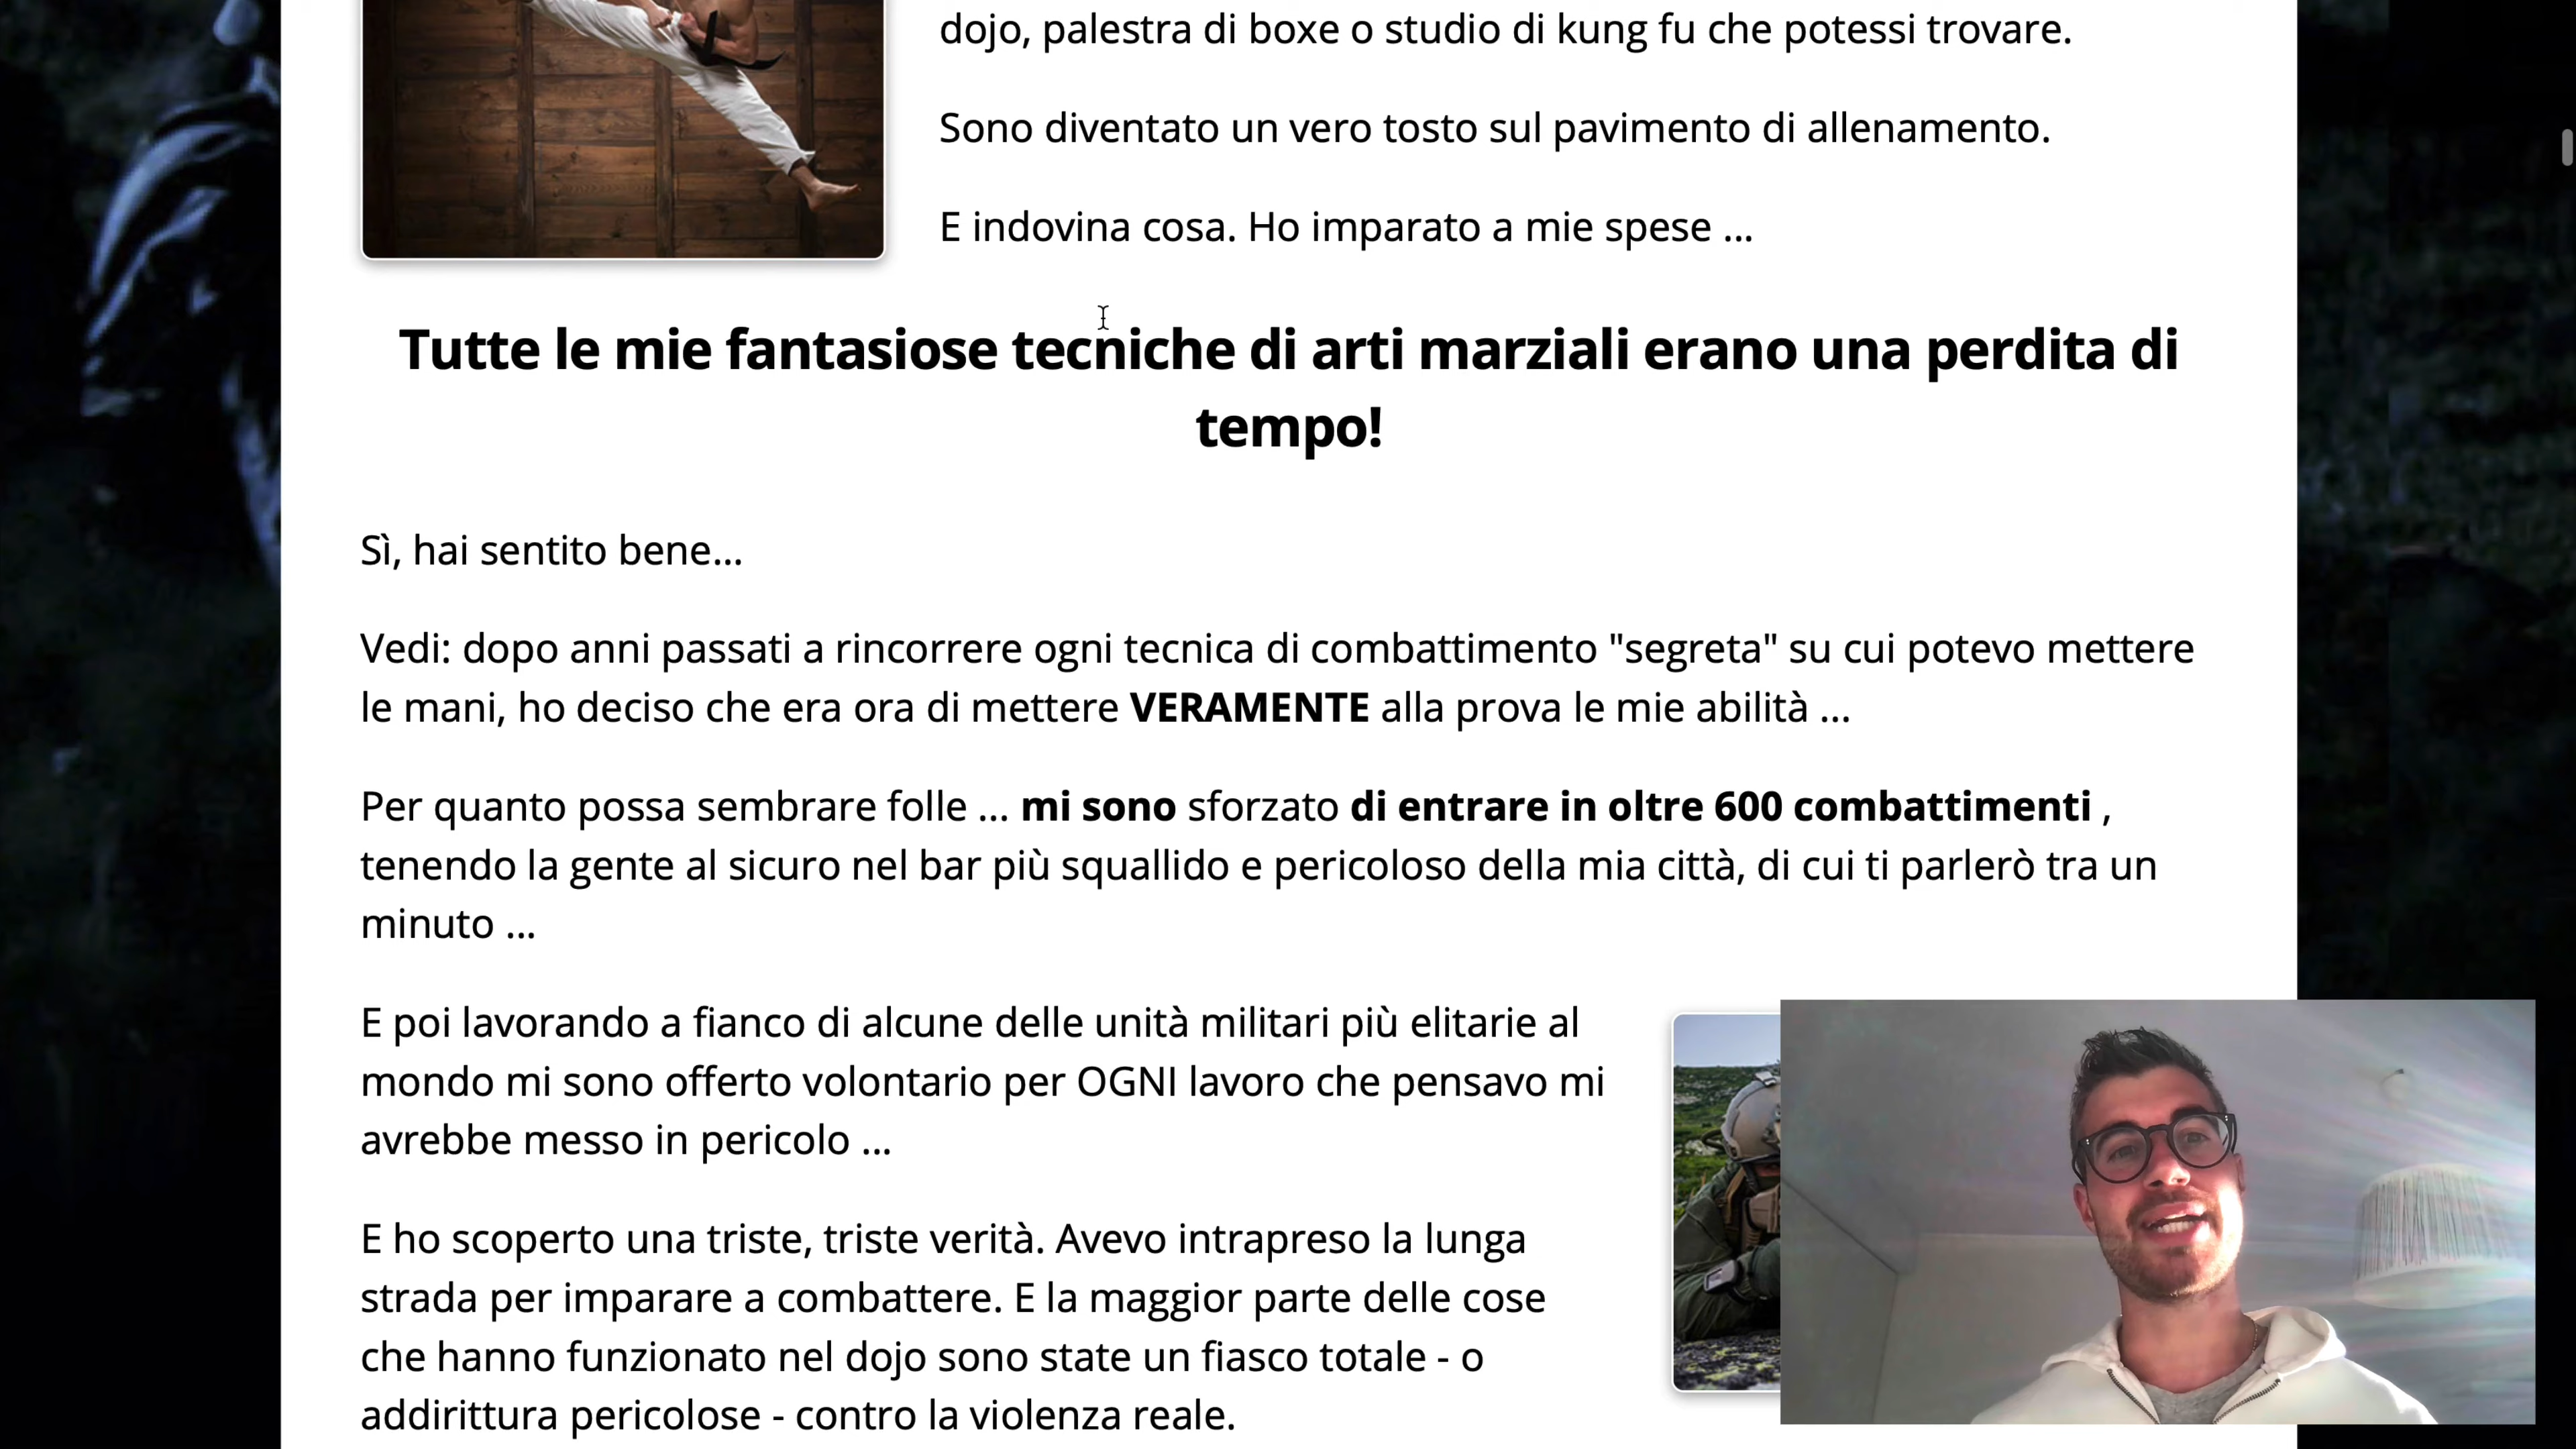 dojo, palestra di boxe o studio di kung fu che potessi trovare.
Sono diventato un vero tosto sul pavimento di allenamento.
E indovina cosa. Ho imparato a mie spese ...
Tutte le mie fantasiose tecniche di arti marziali erano una perdita di
tempo!
Sì, hai sentito bene...
Vedi: dopo anni passati a rincorrere ogni tecnica di combattimento "segreta" su cui potevo mettere
le mani, ho deciso che era ora di mettere VERAMENTE alla prova le mie abilità ...
Per quanto possa sembrare folle ... mi sono sforzato di entrare in oltre 600 combattimenti ,
tenendo la gente al sicuro nel bar più squallido e pericoloso della mia città, di cui ti parlerò tra un
minuto ...
E poi lavorando a fianco di alcune delle unità militari più elitarie al
mondo mi sono offerto volontario per OGNI lavoro che pensavo mi
avrebbe messo in pericolo ...
E ho scoperto una triste, triste verità. Avevo intrapreso la lunga
strada per imparare a combattere. E la maggior parte delle cose
che hanno funzionato nel dojo sono state un fiasco totale - o
addirittura pericolose - contro la violenza reale.